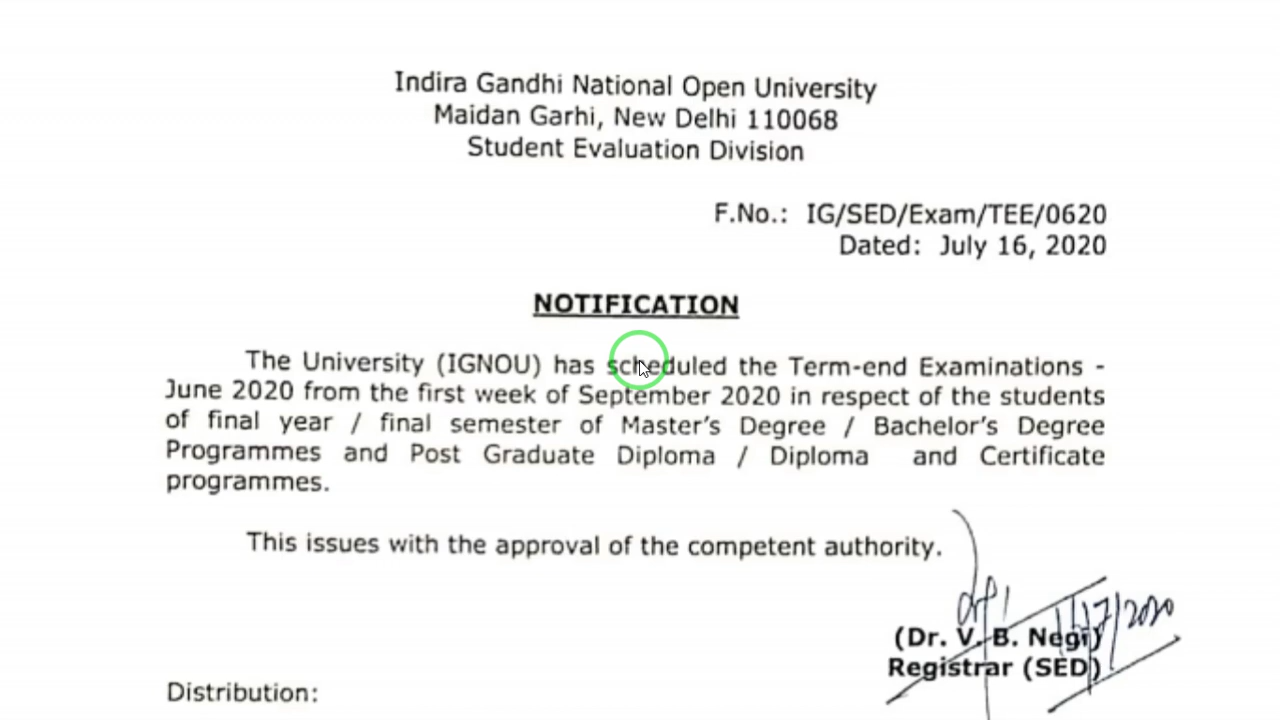 Indira Gandhi National Open University
Maidan Garhi, New Delhi 110068
Student Evaluation Division
F.No.: IG/SED/Exam/TEE/0620
Dated: July 16, 2020
NOTIFICATION
The University (IGNOU) has scheduled the Term-end Examinations -
June 2020 from the first week of September 2020 in respect of the students
of final year / final semester of Master's Degree / Bachelor's Degree
Programmes and Post Graduate Diploma / Diploma and Certificate
programmes.
This issues with the approval of the competent authority.
(Dr. V. B. Negi)
Registrar (SED)
Distribution: